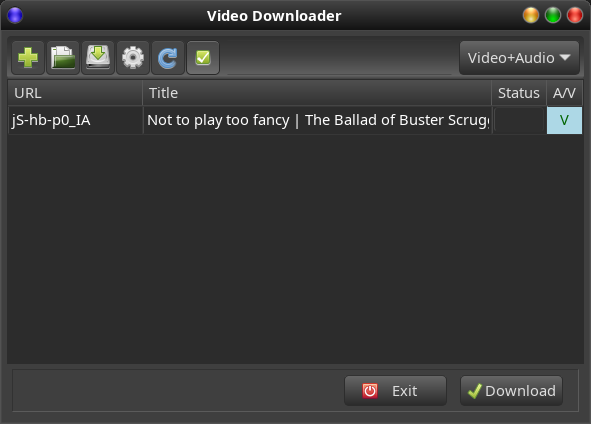 Video Downloader
Video+Audio
URL Title Status A/V
jS-hb-p0_IA Not to play too fancy | The Ballad of Buster Scrugg V
Exit Download